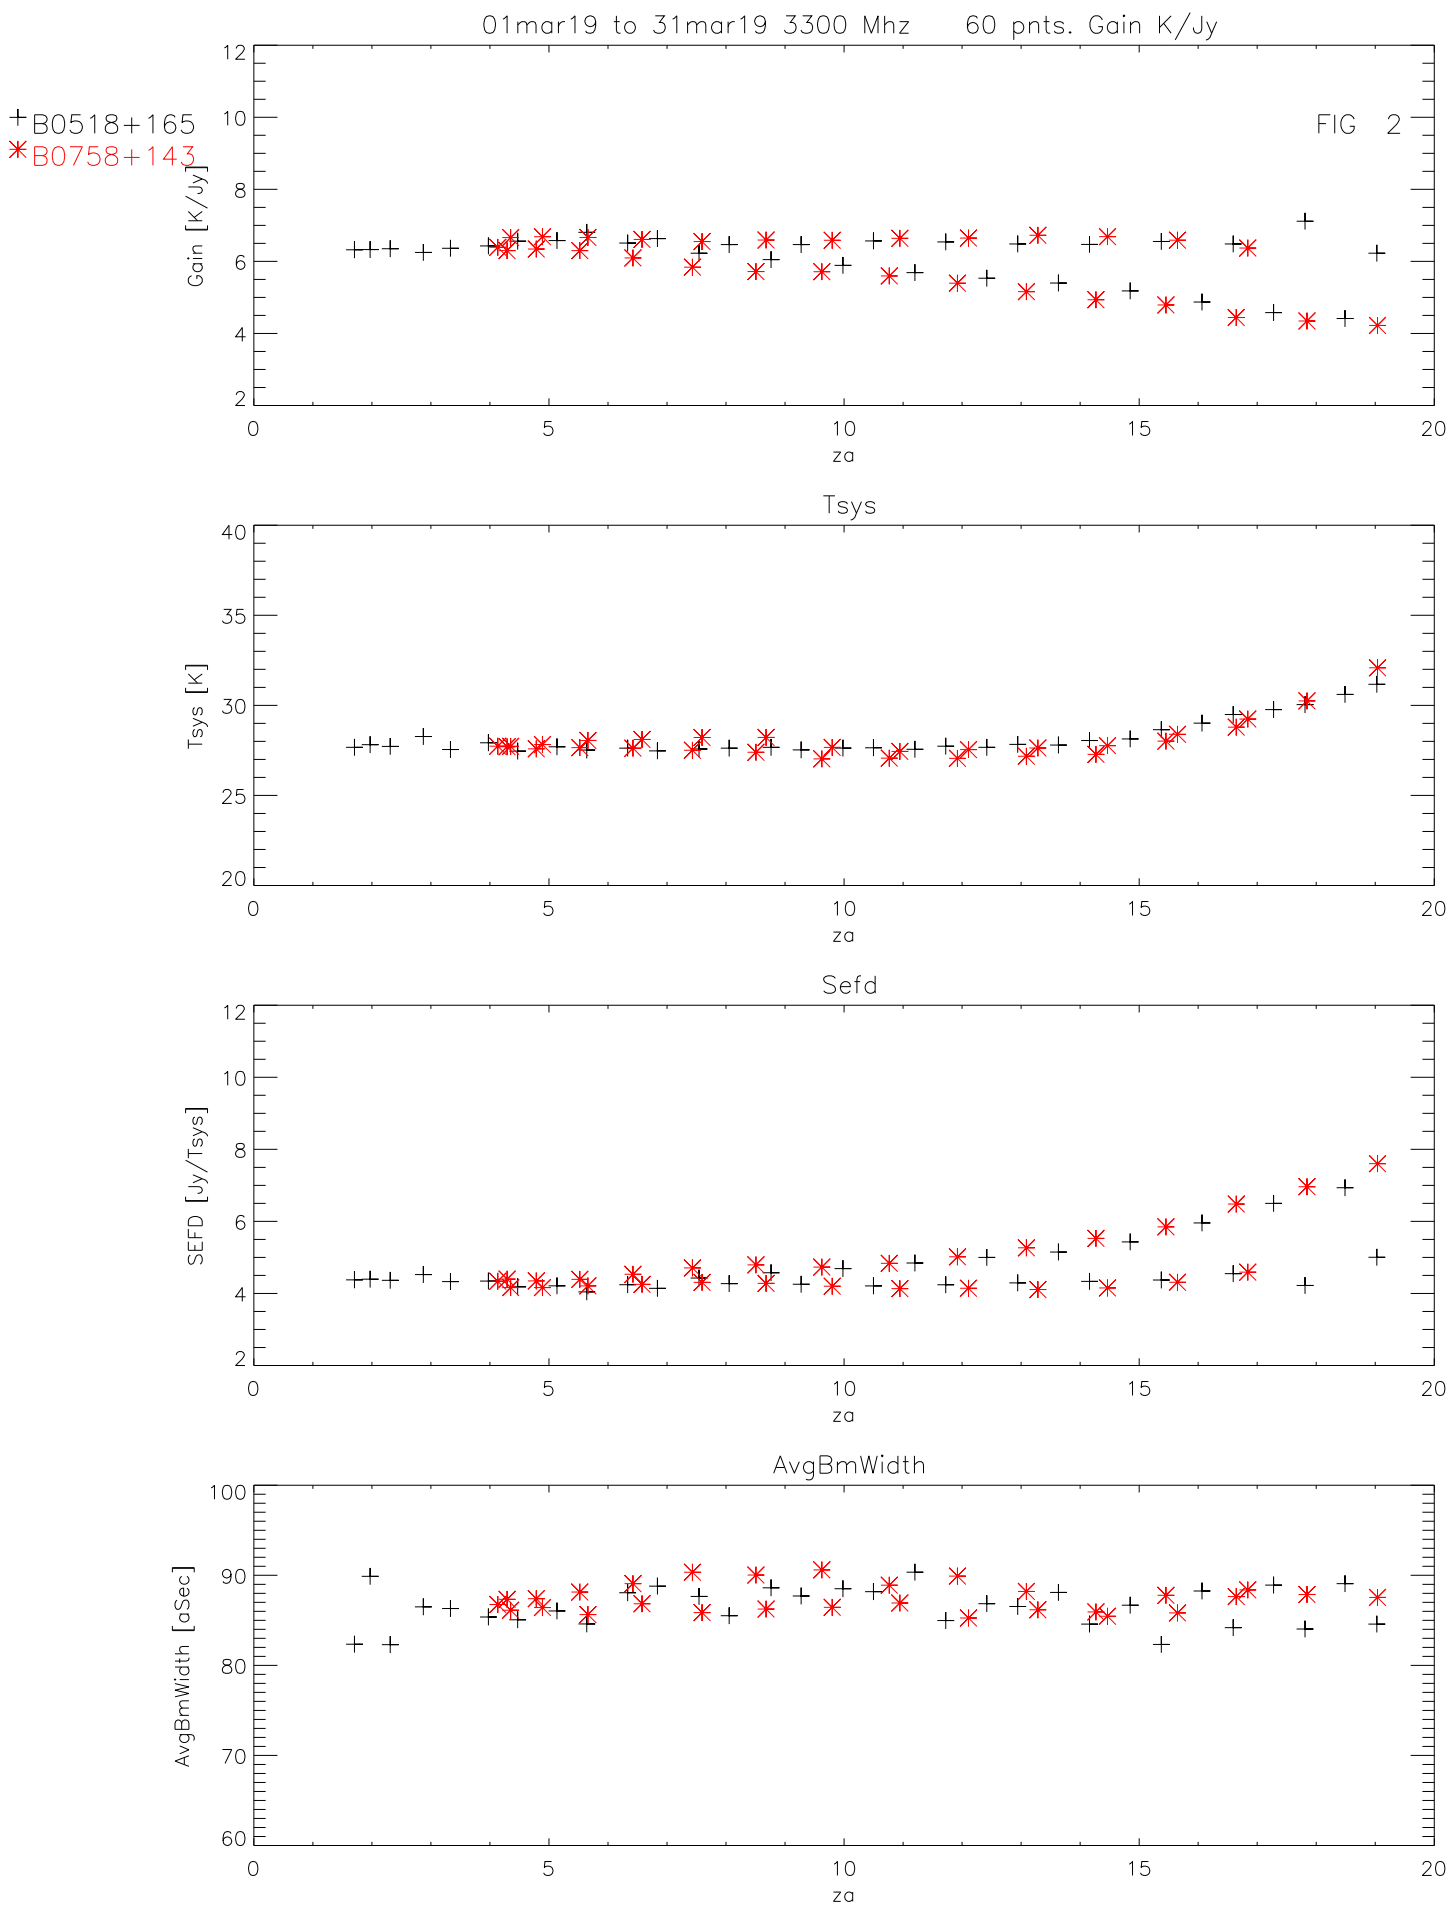 01mar19 to 31mar19 3300 Mhz 60 pnts. Gain K/Jy
+ B0518+165
* B0758+143
FIG 2
Gain [K/Jy]
12
10
8
6
4
2
0 5 10 15 20
za
Tsys
Tsys [K]
40
35
30
25
20
0 5 10 15 20
za
Sefd
SEFD [Jy/Tsys]
12
10
8
6
4
2
0 5 10 15 20
za
AvgBmWidth
AvgBmWidth [aSec]
100
90
80
70
60
0 5 10 15 20
za